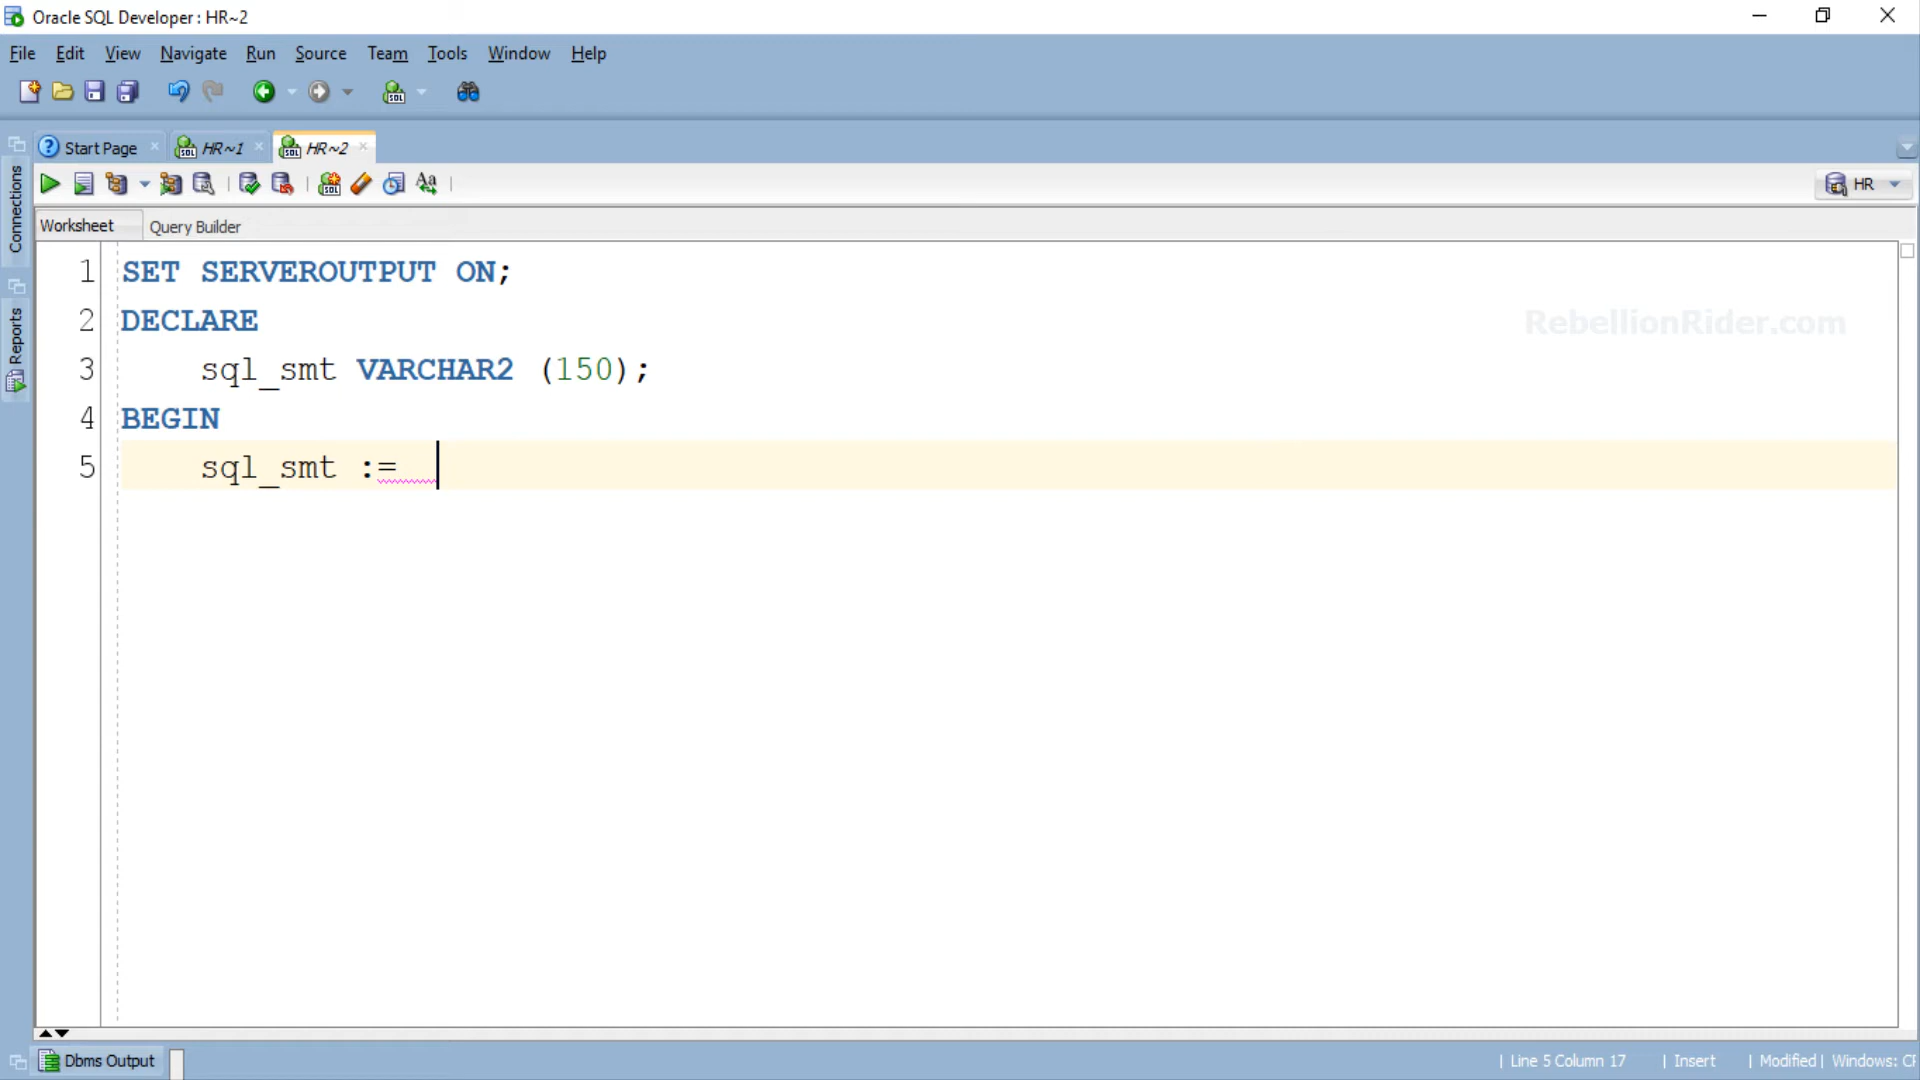 Oracle SQL Developer : HR~2
File Edit View Navigate Run Source Team Tools Window Help
Start Page HR~1 HR~2
HR
Connections
Reports
Worksheet Query Builder
1 SET SERVEROUTPUT ON;
2 DECLARE
3 sql_smt VARCHAR2 (150);
4 BEGIN
5 sql_smt :=
RebellionRider.com
Dbms Output
| Line 5 Column 17 | Insert | Modified | Windows: CF